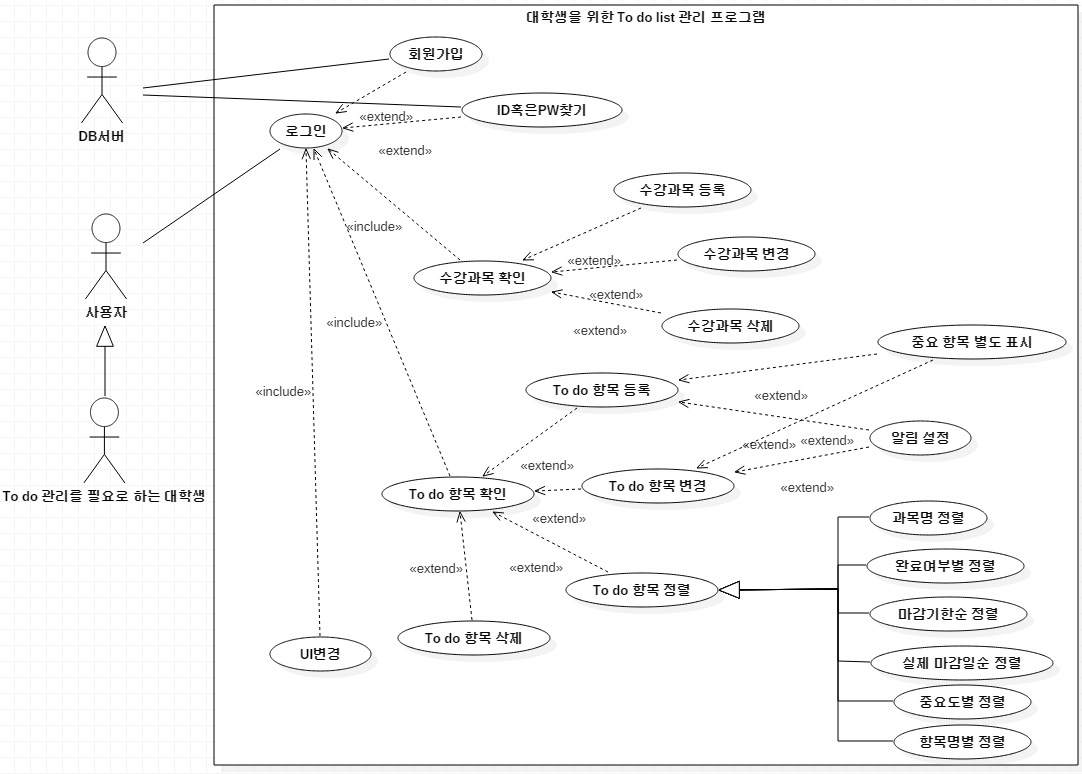 대학생을 위한 To do list 관리 프로그램
회원가입
DB서버
ID혹은PW찾기
«extend»
로그인
«extend»
수강과목 등록
«include»
사용자
수강과목 변경
«extend»
수강과목 확인
«extend»
수강과목 삭제
«include»
«extend»
중요 항목 별도 표시
«include»
To do 항목 등록
«extend»
알림 설정
«extend»
«extend»
«extend»
To do 항목 변경
«extend»
To do 관리를 필요로 하는 대학생
To do 항목 확인
«extend»
과목명 정렬
«extend»
«extend»
완료여부별 정렬
To do 항목 정렬
마감기한순 정렬
To do 항목 삭제
UI변경
실제 마감일순 정렬
중요도별 정렬
항목명별 정렬